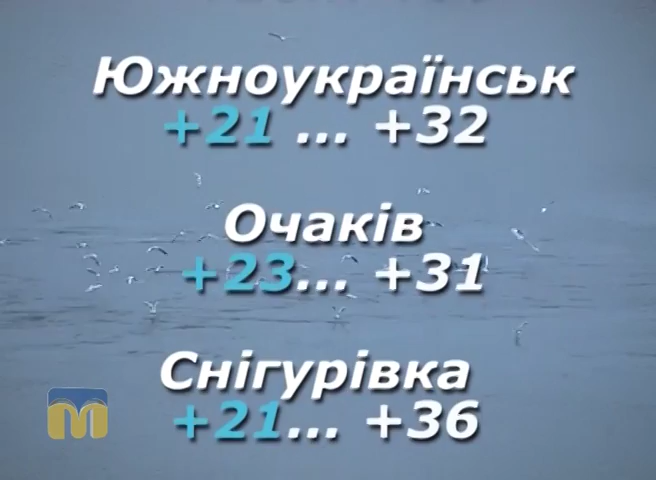 Южноукраїнськ
+21 ... +32
Очаків
+23... +31
Снігурівка
+21... +36